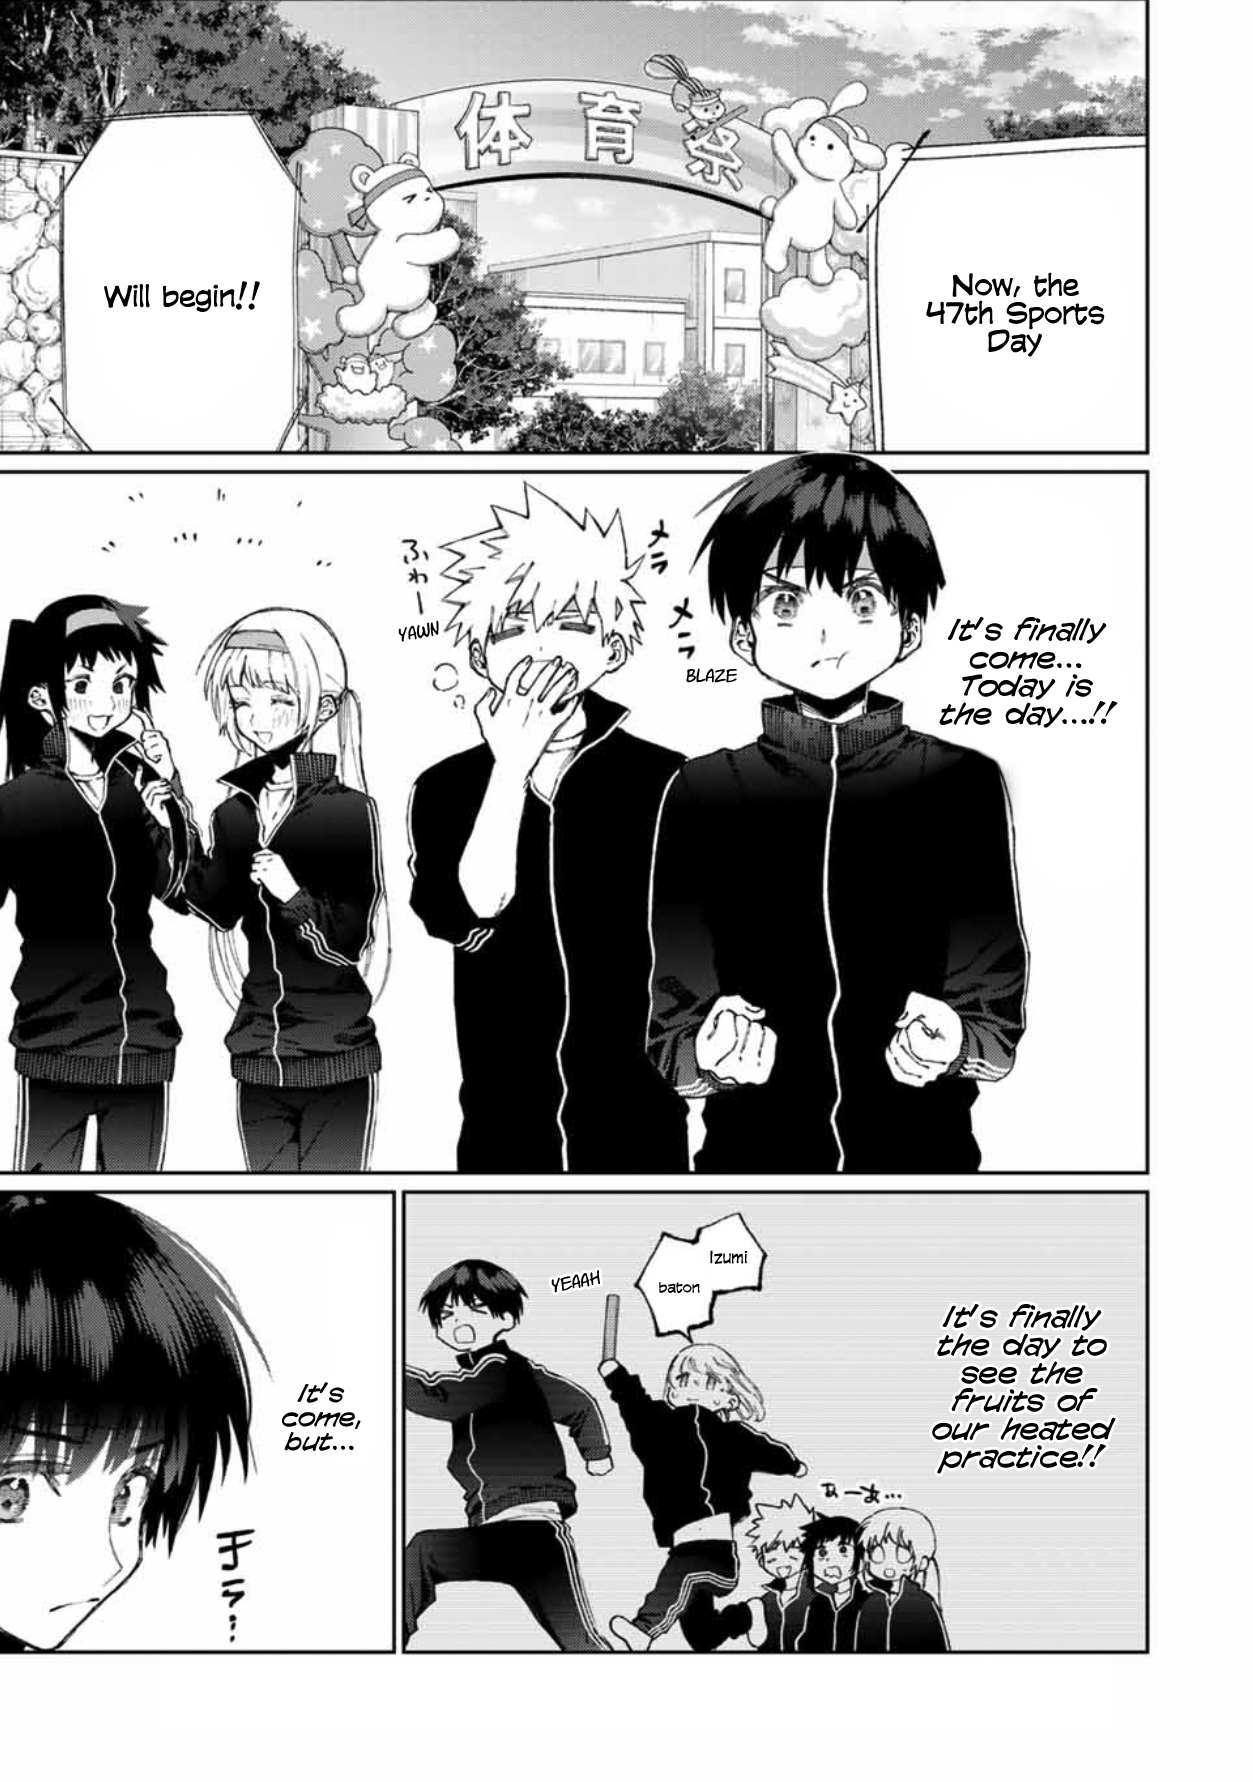 体育祭
Now, the
47th Sports
Day
Will begin!!
It's finally
come...
Today is
the day....!!
メラ
メラ
BLAZE
ふわー
YAWN
It's finally
the day to
see the
fruits of
our heated
practice!!
Izumi
baton
YEAAH
あーあ...
It's
come,
but...
チラ...